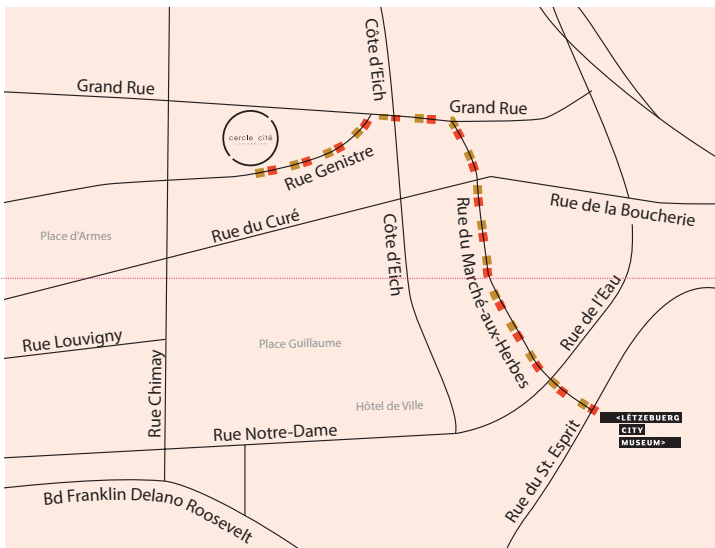 Côte d'Eich
Grand Rue
Grand Rue
cercle cité
Rue Genistre
Rue de la Boucherie
Rue du Curé
Place d'Armes
Côte d'Eich
Rue du Marché-aux-Herbes
Rue de l'Eau
Rue Louvigny
Place Guillaume
Rue Chimay
Hôtel de Ville
<LËTZEBUERG
CITY
MUSEUM>
Rue Notre-Dame
Rue du St. Esprit
Bd Franklin Delano Roosevelt